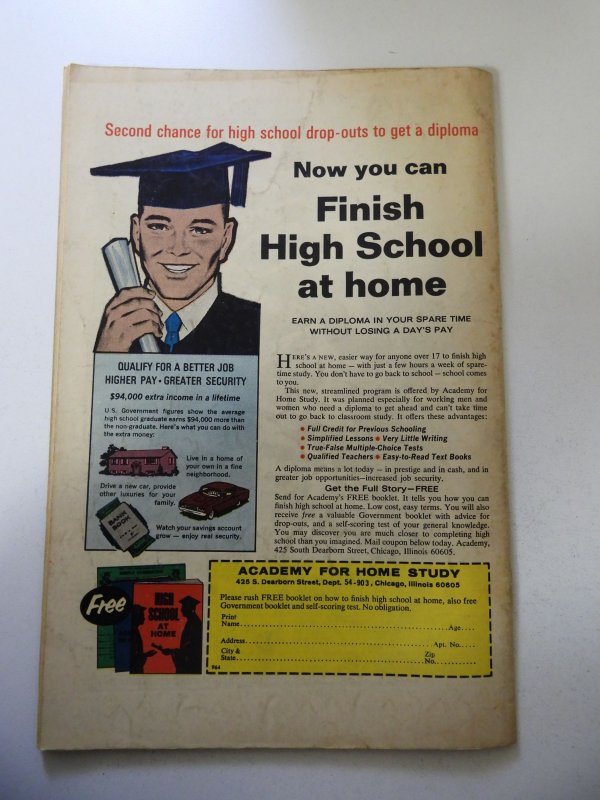 Second chance for high school drop-outs to get a diploma
Now you can
Finish
High School
at home
EARN A DIPLOMA IN YOUR SPARE TIME
WITHOUT LOSING A DAY'S PAY
HERE'S A NEW, easier way for anyone over 17 to finish high
school at home — with just a few hours a week of spare-
time study. You don't have to go back to school — school comes
to you.
This new, streamlined program is offered by Academy for
Home Study. It was planned especially for working men and
women who need a diploma to get ahead and can't take time
out to go back to classroom study. It offers these advantages:
• Full Credit for Previous Schooling
• Simplified Lessons • Very Little Writing
• True-False Multiple-Choice Tests
• Qualified Teachers • Easy-to-Read Text Books
A diploma means a lot today — in prestige and in cash, and in
greater job opportunities—increased job security.
Get the Full Story—FREE
Send for Academy's FREE booklet. It tells you how you can
finish high school at home. Low cost, easy terms. You will also
receive free a valuable Government booklet with advice for
drop-outs, and a self-scoring test of your general knowledge.
You may discover you are much closer to completing high
school than you imagined. Mail coupon below today. Academy,
425 South Dearborn Street, Chicago, Illinois 60605.
QUALIFY FOR A BETTER JOB
HIGHER PAY • GREATER SECURITY
$94,000 extra income in a lifetime
U.S. Government figures show the average
high school graduate earns $94,000 more than
the non-graduate. Here's what you can do with
the extra money:
Live in a home of
your own in a fine
neighborhood.
Drive a new car, provide
other luxuries for your
family.
BANK
BOOK
Watch your savings account
grow — enjoy real security.
Free
HIGH
SCHOOL
AT
HOME
ACADEMY FOR HOME STUDY
425 S. Dearborn Street, Dept. 54-903, Chicago, Illinois 60605
Please rush FREE booklet on how to finish high school at home, also free
Government booklet and self-scoring test. No obligation.
Print
Name.....Age....
Address.....Apt. No.....
City & Zip
State.....No.....
964